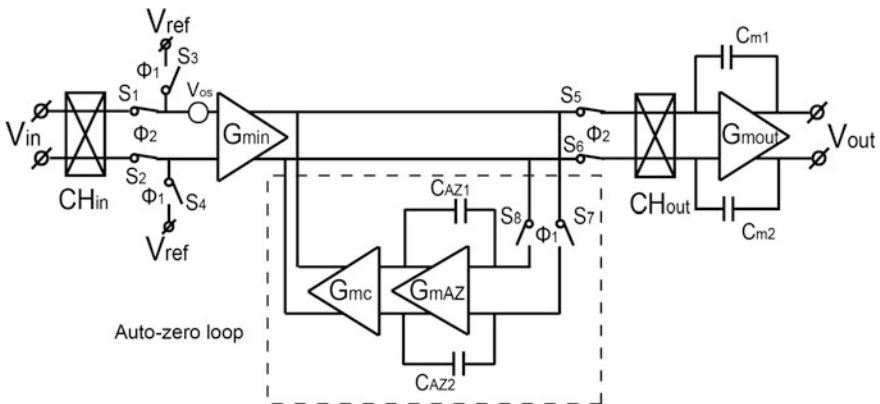 Vref
S3
Φ1
Vos
S1
Φ2
S2
Vin
CHin
Φ1
S4
Vref
Gmin
S5
Φ2
S6
CHout
Cm1
Gmout
Vout
Cm2
CAZ1
S8
Φ1
S7
Gmc
GmAZ
Auto-zero loop
CAZ2